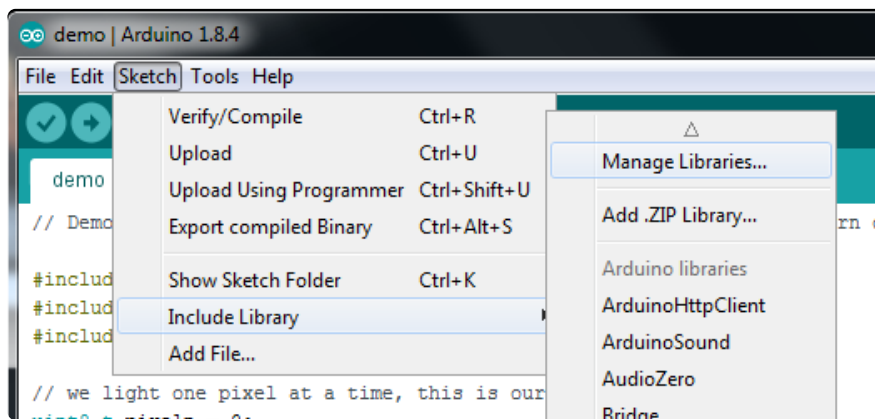 demo | Arduino 1.8.4
File Edit Sketch Tools Help
Verify/Compile Ctrl+R
Upload Ctrl+U
Upload Using Programmer Ctrl+Shift+U
Export compiled Binary Ctrl+Alt+S
Show Sketch Folder Ctrl+K
Include Library
Add File...
Manage Libraries...
Add .ZIP Library...
Arduino libraries
ArduinoHttpClient
ArduinoSound
AudioZero
Bridge
demo
// Demo
#includ
#includ
#includ
// we light one pixel at a time, this is our